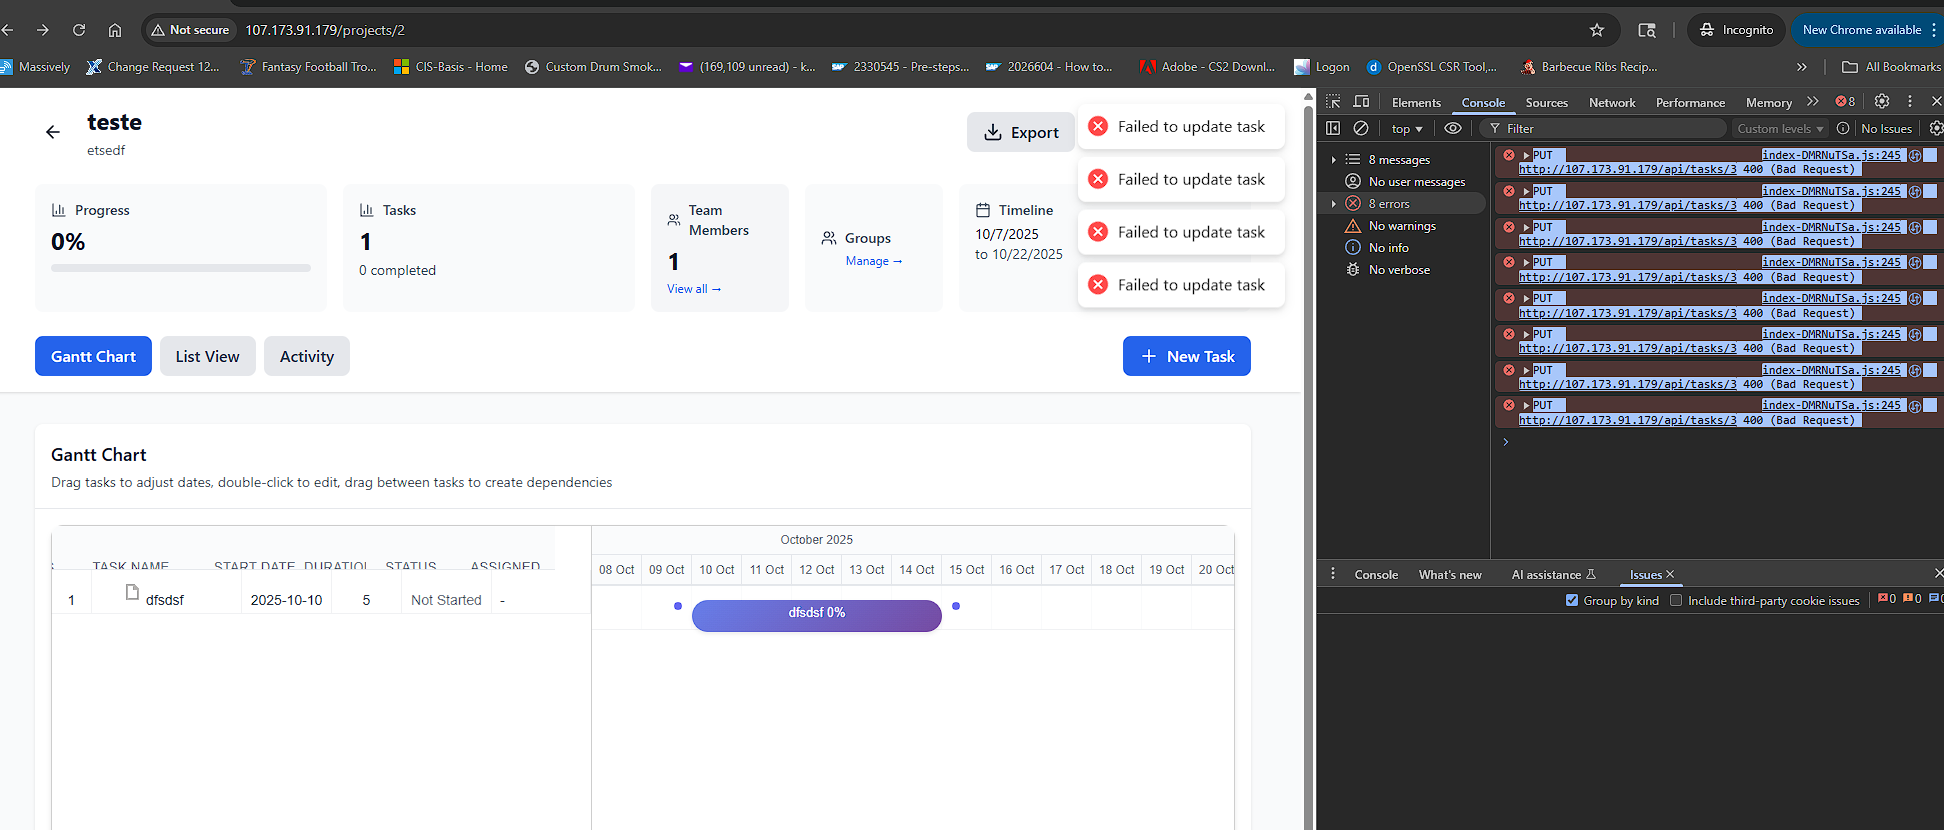 Not secure
107.173.91.179/projects/2
Incognito
New Chrome available
Massively
Change Request 12...
Fantasy Football Tro...
CIS-Basis - Home
Custom Drum Smok...
(169,109 unread) - k...
2330545 - Pre-steps...
2026604 - How to...
Adobe - CS2 Downl...
Logon
OpenSSL CSR Tool,...
Barbecue Ribs Recip...
All Bookmarks
teste
etsedf
Export
Failed to update task
Failed to update task
Failed to update task
Failed to update task
Progress
0%
Tasks
1
0 completed
Team
Members
1
View all →
Groups
Manage →
Timeline
10/7/2025
to 10/22/2025
Gantt Chart
List View
Activity
New Task
Gantt Chart
Drag tasks to adjust dates, double-click to edit, drag between tasks to create dependencies
TASK NAME
START DATE
DURATIOI
STATUS
ASSIGNED
October 2025
08 Oct
09 Oct
10 Oct
11 Oct
12 Oct
13 Oct
14 Oct
15 Oct
16 Oct
17 Oct
18 Oct
19 Oct
20 Oct
1
dfsdsf
2025-10-10
5
Not Started
-
dfsdsf 0%
Elements
Console
Sources
Network
Performance
Memory
8
top
Filter
Custom levels
No Issues
8 messages
No user messages
8 errors
No warnings
No info
No verbose
PUT index-DMRNuTSa.js:245
http://107.173.91.179/api/tasks/3 400 (Bad Request)
PUT index-DMRNuTSa.js:245
http://107.173.91.179/api/tasks/3 400 (Bad Request)
PUT index-DMRNuTSa.js:245
http://107.173.91.179/api/tasks/3 400 (Bad Request)
PUT index-DMRNuTSa.js:245
http://107.173.91.179/api/tasks/3 400 (Bad Request)
PUT index-DMRNuTSa.js:245
http://107.173.91.179/api/tasks/3 400 (Bad Request)
PUT index-DMRNuTSa.js:245
http://107.173.91.179/api/tasks/3 400 (Bad Request)
PUT index-DMRNuTSa.js:245
http://107.173.91.179/api/tasks/3 400 (Bad Request)
PUT index-DMRNuTSa.js:245
http://107.173.91.179/api/tasks/3 400 (Bad Request)
Console
What's new
AI assistance
Issues
Group by kind
Include third-party cookie issues
0
0